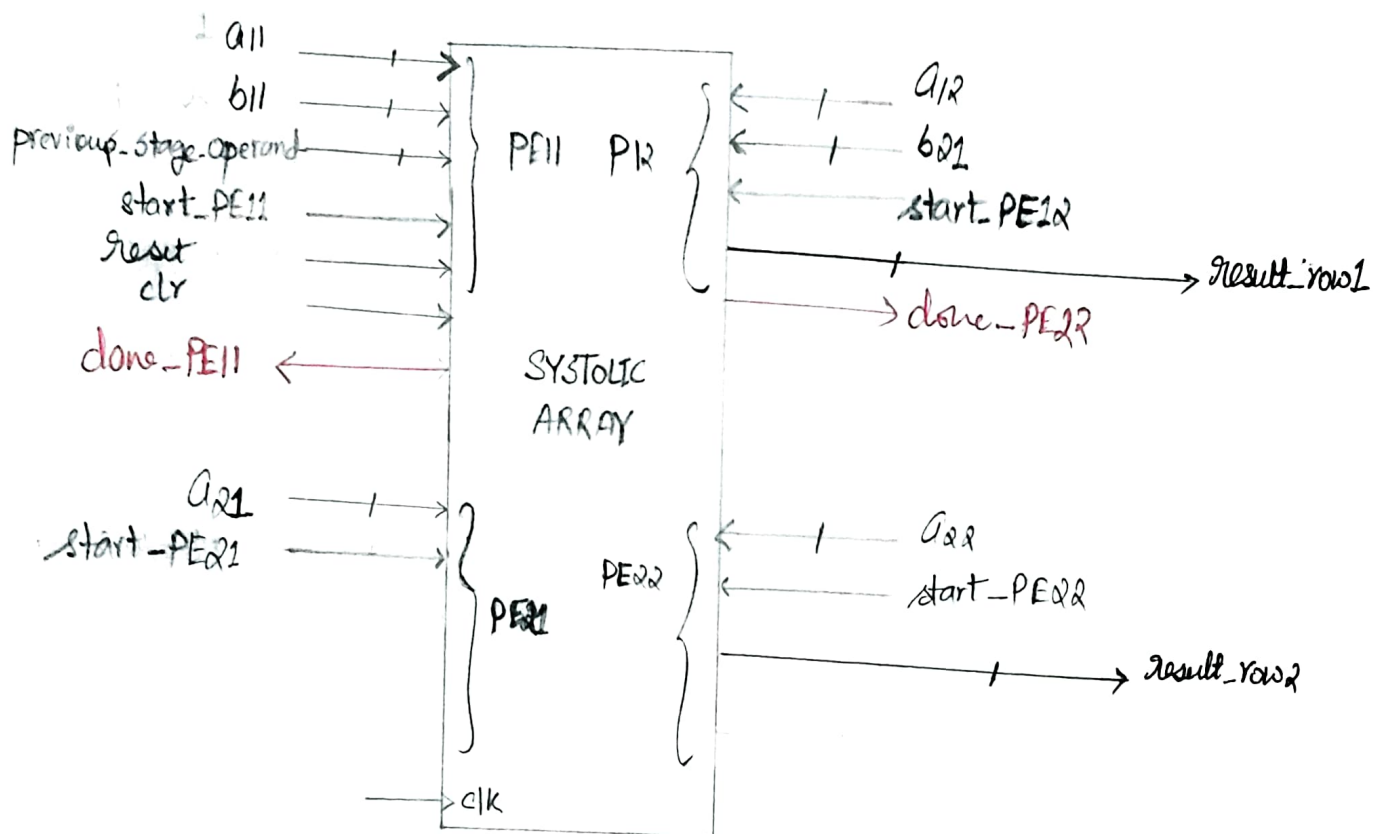 a11
b11
previous_stage_operand
start_PE11
reset
clr
done_PE11
a21
start_PE21
PE11 P12
SYSTOLIC
ARRAY
PE21
PE22
clk
a12
b21
start_PE12
result_row1
done_PE22
a22
start_PE22
result_row2